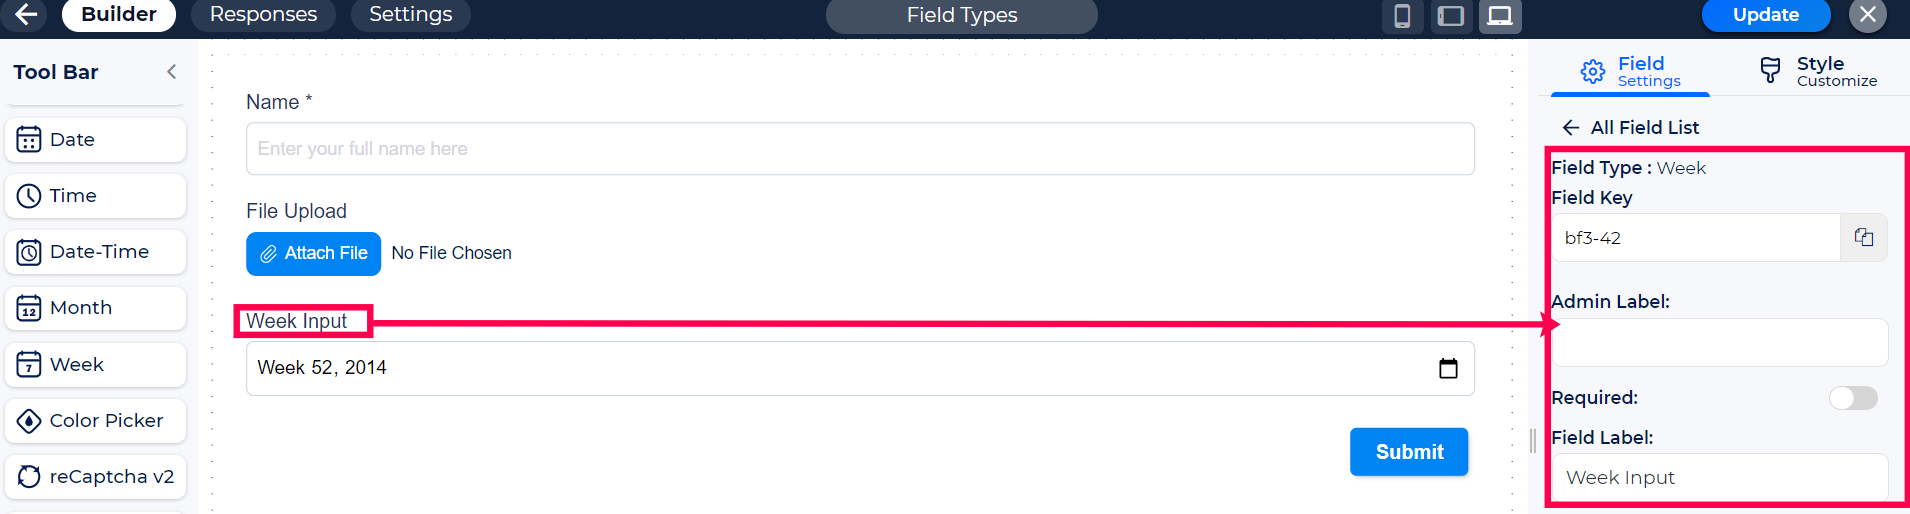 Builder
Responses
Settings
Field Types
Update
Tool Bar
Date
Time
Date-Time
Month
12
Week
7
Color Picker
reCaptcha v2
Name *
Enter your full name here
File Upload
Attach File No File Chosen
Week Input
Week 52, 2014
Submit
Field
Settings
Style
Customize
All Field List
Field Type : Week
Field Key
bf3-42
Admin Label:
Required:
Field Label:
Week Input